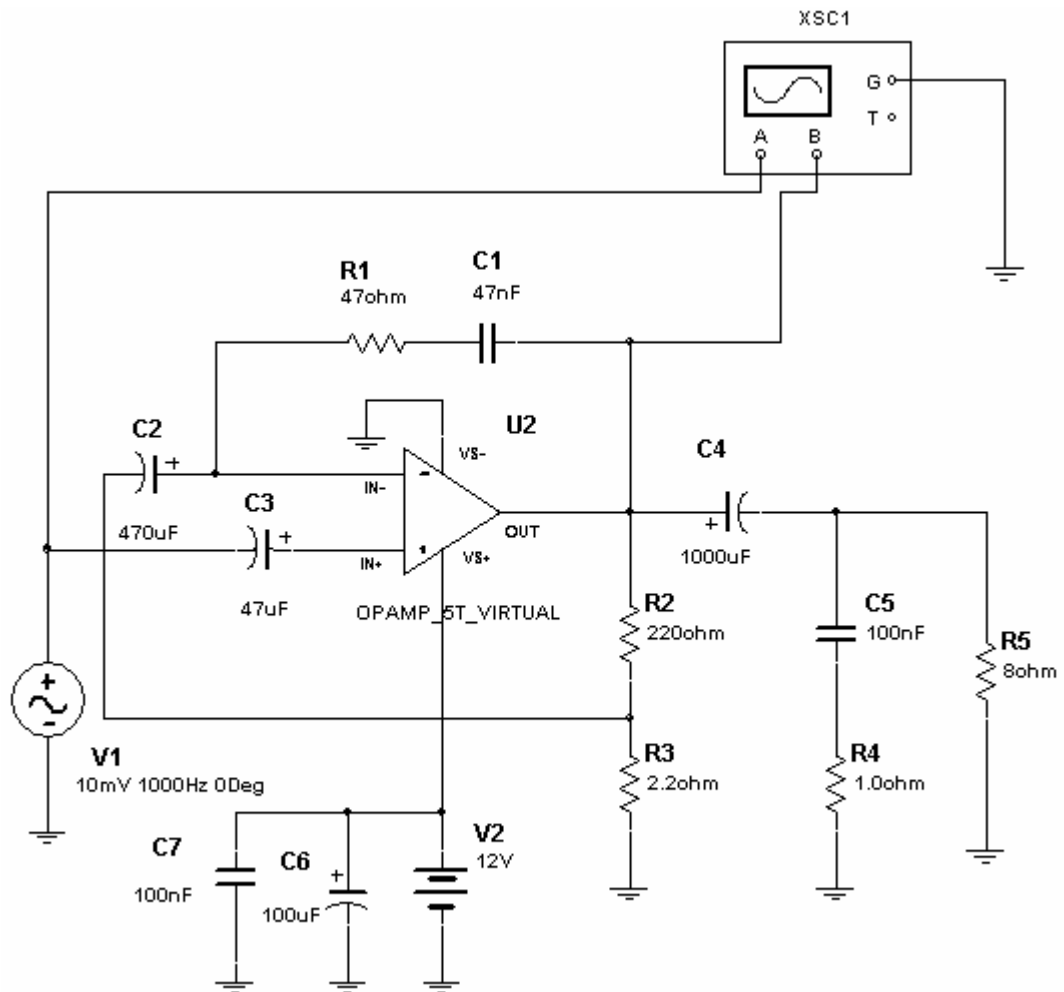 XSC1
G
T
A
B
R1
47ohm
C1
47nF
U2
VS-
C2
+
470uF
IN-
-
C3
+
47uF
IN+
+
OUT
VS+
OPAMP_5T_VIRTUAL
C4
+
1000uF
R2
220ohm
C5
100nF
R5
8ohm
+
-
V1
10mV 1000Hz 0Deg
R3
2.2ohm
R4
1.0ohm
C7
100nF
C6
+
100uF
V2
12V